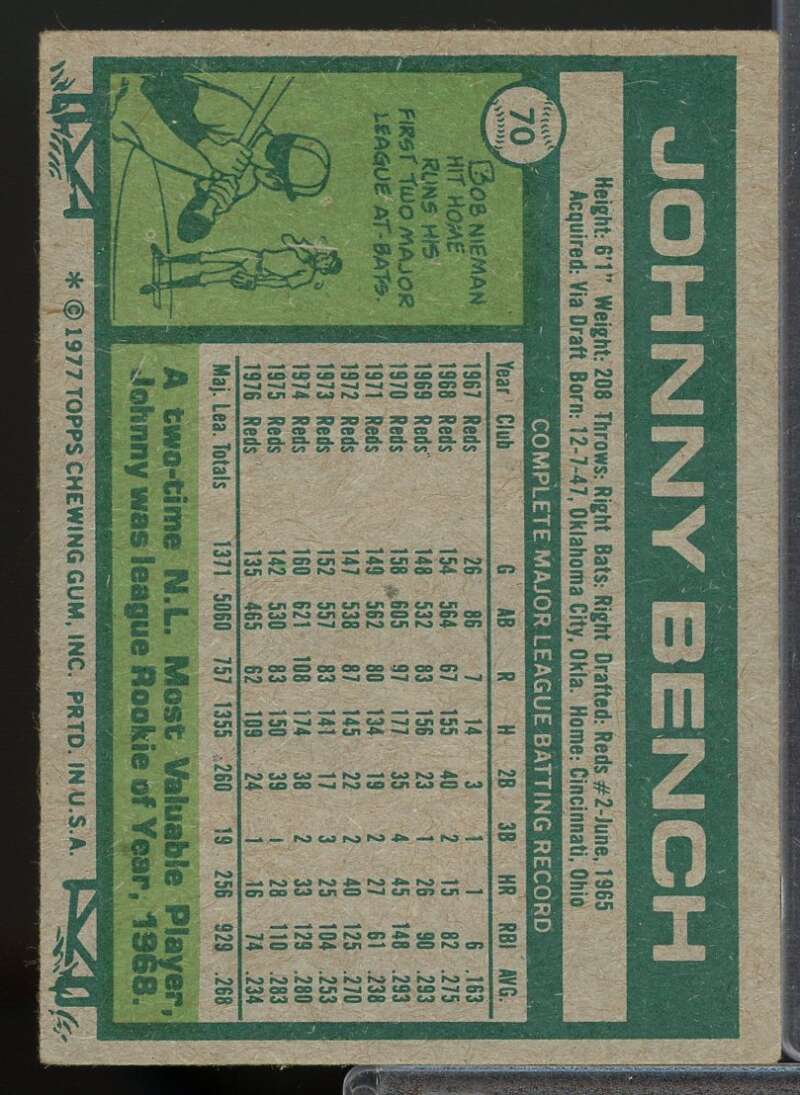 JOHNNY BENCH
70
Height: 6'1" Weight: 208 Throws: Right Bats: Right Drafted: Reds #2-June, 1965
Acquired: Via Draft Born: 12-7-47, Oklahoma City, Okla. Home: Cincinnati, Ohio
BOB NIEMAN
HIT HOME
RUNS HIS
FIRST TWO MAJOR
LEAGUE AT-BATS.
COMPLETE MAJOR LEAGUE BATTING RECORD
Year Club G AB R H 2B 3B HR RBI AVG.
1967 Reds 26 86 7 14 3 1 1 6 .163
1968 Reds 154 564 67 155 40 2 15 82 .275
1969 Reds 148 532 83 156 23 1 26 90 .293
1970 Reds 158 605 97 177 35 4 45 148 .293
1971 Reds 149 562 80 134 19 2 27 61 .238
1972 Reds 147 538 87 145 22 2 40 125 .270
1973 Reds 152 557 83 141 17 3 25 104 .253
1974 Reds 160 621 108 174 38 2 33 129 .280
1975 Reds 142 530 83 150 39 1 28 110 .283
1976 Reds 135 465 62 109 24 1 16 74 .234
Maj. Lea. Totals 1371 5060 757 1355 260 19 256 929 .268
A two-time N.L. Most Valuable Player,
Johnny was league Rookie of Year, 1968.
* © 1977 TOPPS CHEWING GUM, INC. PRTD. IN U.S.A.